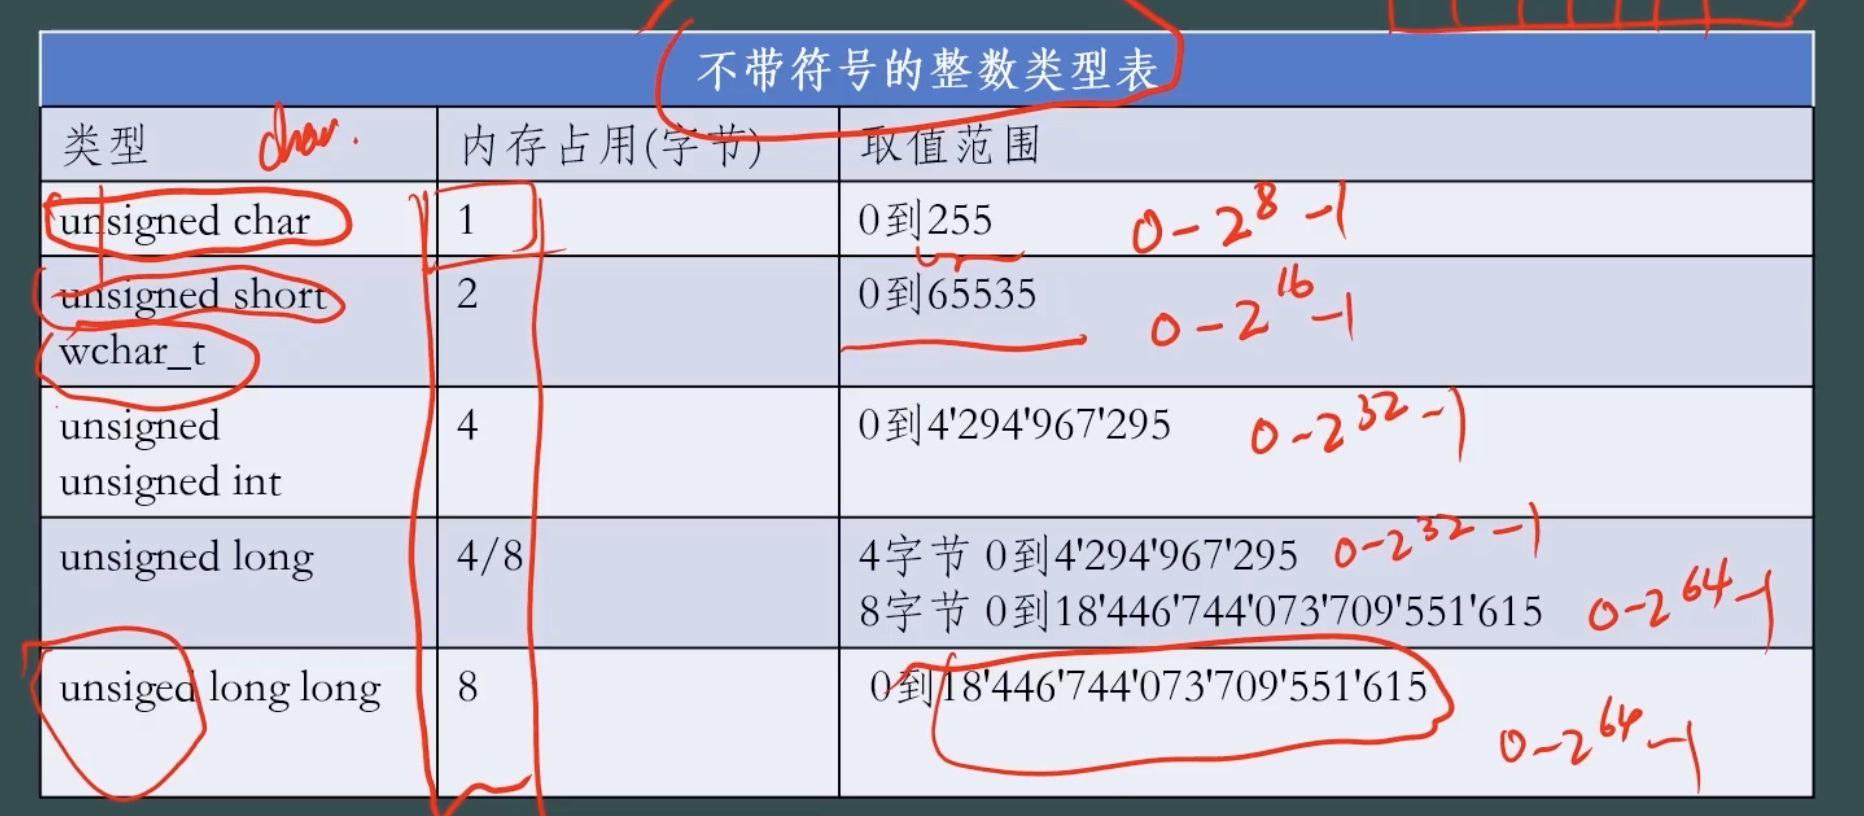 不带符号的整数类型表
类型 char. 内存占用(字节) 取值范围
unsigned char 1 0到255 0-2^8-1
unsigned short 2 0到65535 0-2^16-1
wchar_t
unsigned 4 0到4'294'967'295 0-2^32-1
unsigned int
unsigned long 4/8 4字节 0到4'294'967'295 0-2^32-1
8字节 0到18'446'744'073'709'551'615 0-2^64-1
unsiged long long 8 0到18'446'744'073'709'551'615
0-2^64-1